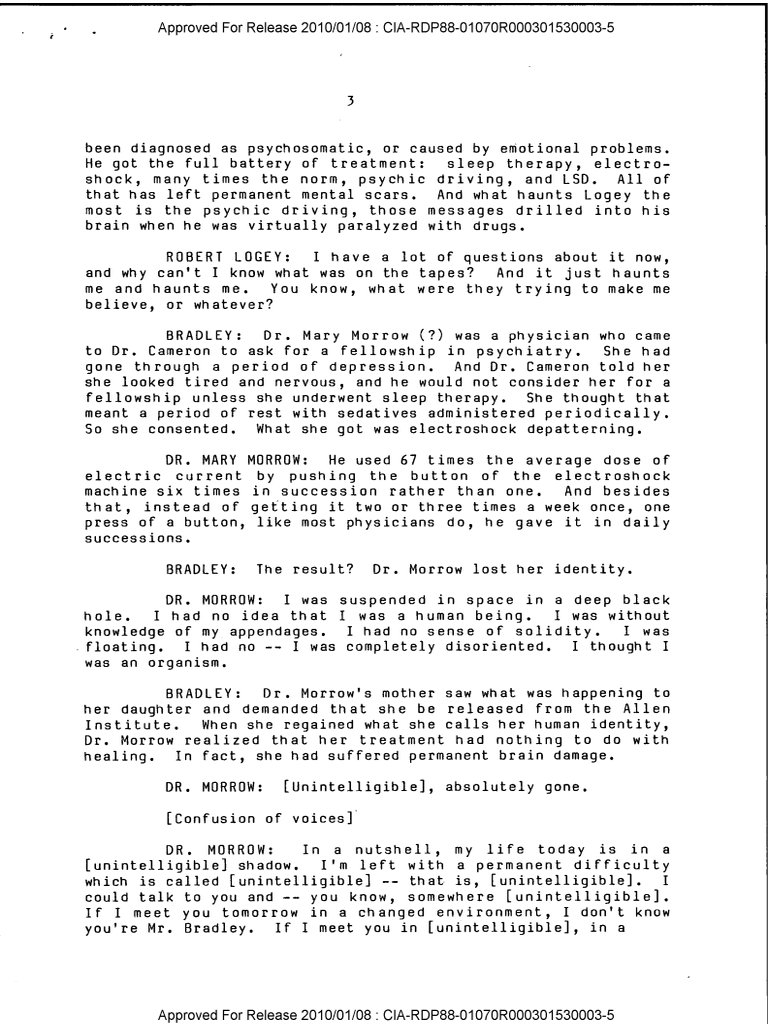 Approved For Release 2010/01/08 : CIA-RDP88-01070R000301530003-5
3
been diagnosed as psychosomatic, or caused by emotional problems.
He got the full battery of treatment: sleep therapy, electro-
shock, many times the norm, psychic driving, and LSD. All of
that has left permanent mental scars. And what haunts Logey the
most is the psychic driving, those messages drilled into his
brain when he was virtually paralyzed with drugs.
ROBERT LOGEY: I have a lot of questions about it now,
and why can't I know what was on the tapes? And it just haunts
me and haunts me. You know, what were they trying to make me
believe, or whatever?
BRADLEY: Dr. Mary Morrow (?) was a physician who came
to Dr. Cameron to ask for a fellowship in psychiatry. She had
gone through a period of depression. And Dr. Cameron told her
she looked tired and nervous, and he would not consider her for a
fellowship unless she underwent sleep therapy. She thought that
meant a period of rest with sedatives administered periodically.
So she consented. What she got was electroshock depatterning.
DR. MARY MORROW: He used 67 times the average dose of
electric current by pushing the button of the electroshock
machine six times in succession rather than one. And besides
that, instead of getting it two or three times a week once, one
press of a button, like most physicians do, he gave it in daily
successions.
BRADLEY: The result? Dr. Morrow lost her identity.
DR. MORROW: I was suspended in space in a deep black
hole. I had no idea that I was a human being. I was without
knowledge of my appendages. I had no sense of solidity. I was
floating. I had no -- I was completely disoriented. I thought I
was an organism.
BRADLEY: Dr. Morrow's mother saw what was happening to
her daughter and demanded that she be released from the Allen
Institute. When she regained what she calls her human identity,
Dr. Morrow realized that her treatment had nothing to do with
healing. In fact, she had suffered permanent brain damage.
DR. MORROW: [Unintelligible], absolutely gone.
[Confusion of voices]
DR. MORROW: In a nutshell, my life today is in a
[unintelligible] shadow. I'm left with a permanent difficulty
which is called [unintelligible] -- that is, [unintelligible]. I
could talk to you and -- you know, somewhere [unintelligible].
If I meet you tomorrow in a changed environment, I don't know
you're Mr. Bradley. If I meet you in [unintelligible], in a
Approved For Release 2010/01/08 : CIA-RDP88-01070R000301530003-5